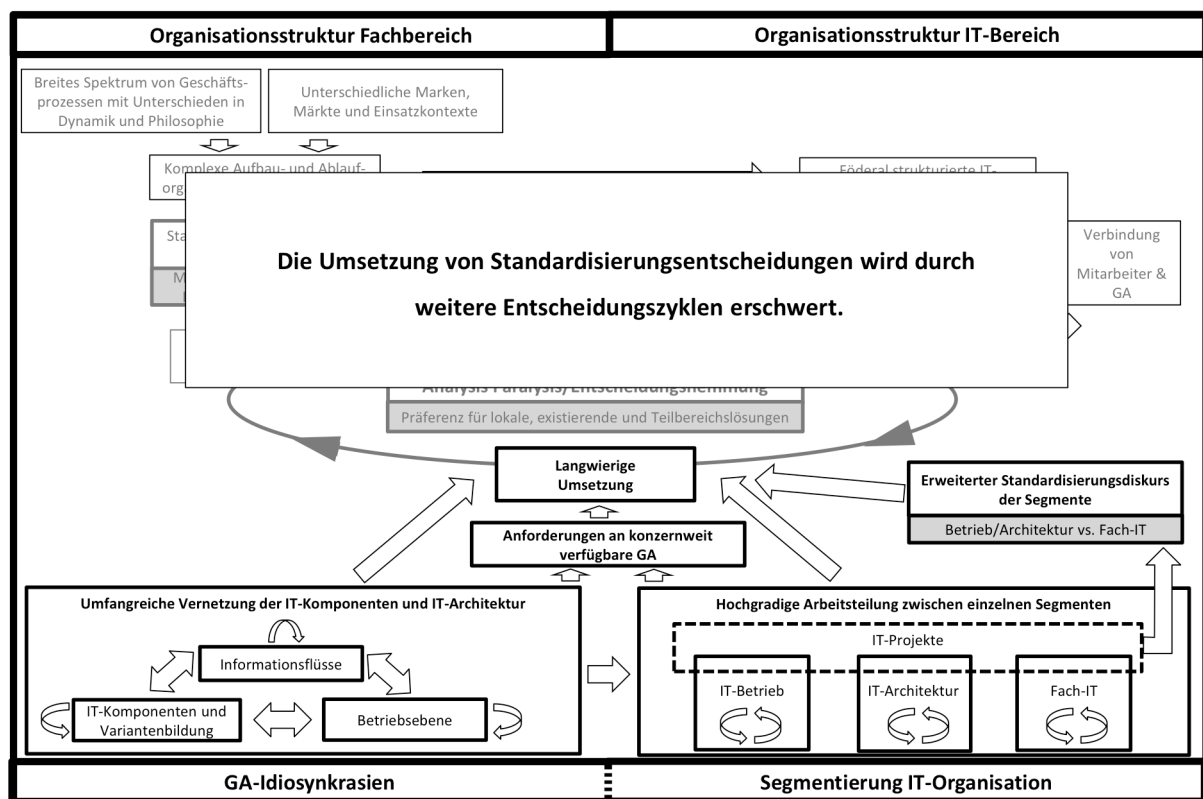 Organisationsstruktur Fachbereich
Organisationsstruktur IT-Bereich
Breites Spektrum von Geschäfts-
prozessen mit Unterschieden in
Dynamik und Philosophie
Unterschiedliche Marken,
Märkte und Einsatzkontexte
Komplexe Aufbau- und Ablauf-
Föderal strukturierte IT-
Verbindung
von
Mitarbeiter &
GA
Die Umsetzung von Standardisierungsentscheidungen wird durch
weitere Entscheidungszyklen erschwert.
Analysis Paralysis/Entscheidungshemmung
Präferenz für lokale, existierende und Teilbereichslösungen
Langwierige
Umsetzung
Erweiterter Standardisierungsdiskurs
der Segmente
Betrieb/Architektur vs. Fach-IT
Anforderungen an konzernweit
verfügbare GA
Umfangreiche Vernetzung der IT-Komponenten und IT-Architektur
Informationsflüsse
IT-Komponenten und
Variantenbildung
Betriebsebene
Hochgradige Arbeitsteilung zwischen einzelnen Segmenten
IT-Projekte
IT-Betrieb
IT-Architektur
Fach-IT
GA-Idiosynkrasien
Segmentierung IT-Organisation